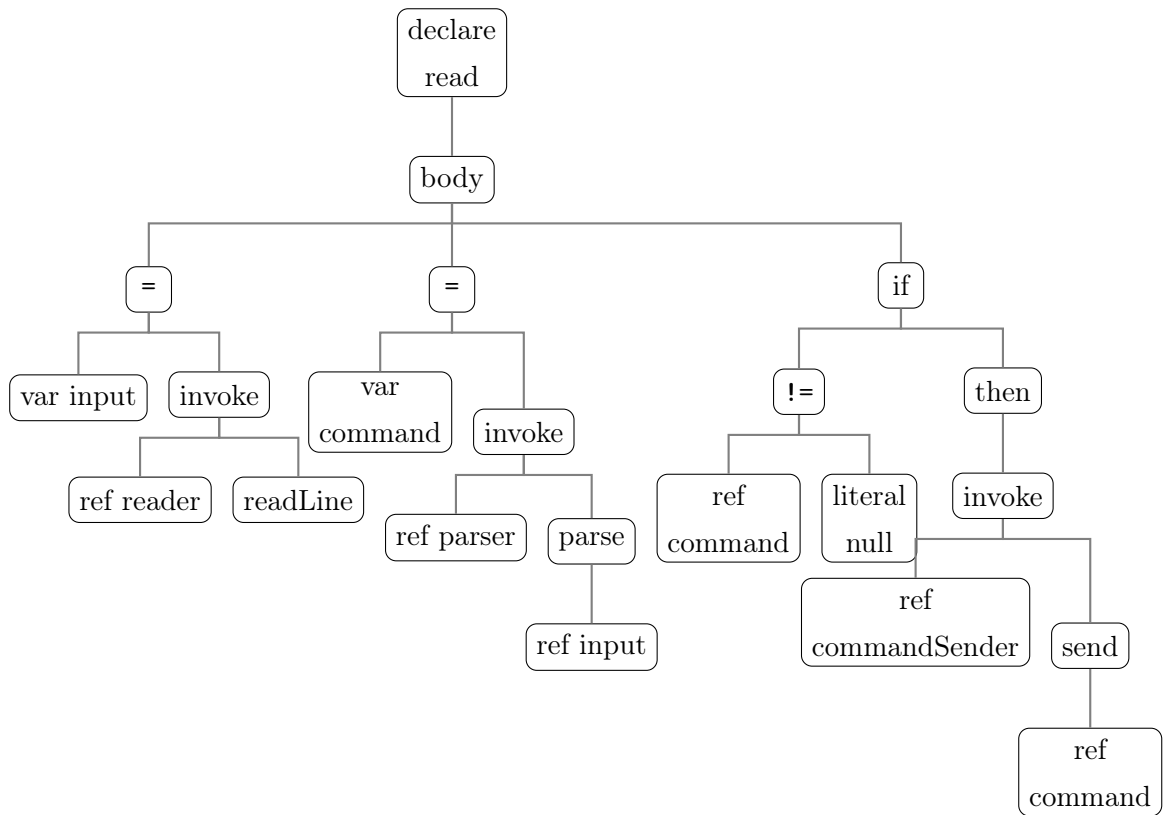 declare
read
body
=
=
if
var input
invoke
var
command
invoke
!=
then
ref reader
readLine
ref parser
parse
ref input
ref
command
literal
null
invoke
ref
commandSender
send
ref
command